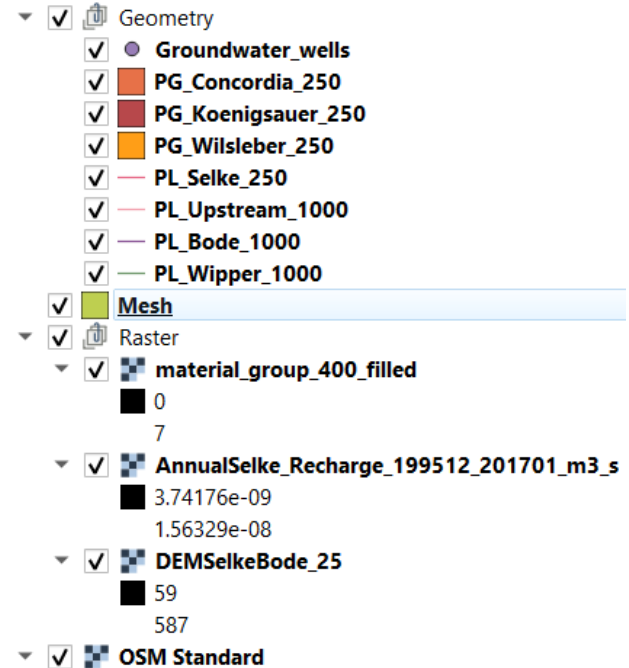 Geometry
Groundwater_wells
PG_Concordia_250
PG_Koenigsauer_250
PG_Wilsleber_250
PL_Selke_250
PL_Upstream_1000
PL_Bode_1000
PL_Wipper_1000
Mesh
Raster
material_group_400_filled
0
7
AnnualSelke_Recharge_199512_201701_m3_s
3.74176e-09
1.56329e-08
DEMSelkeBode_25
59
587
OSM Standard